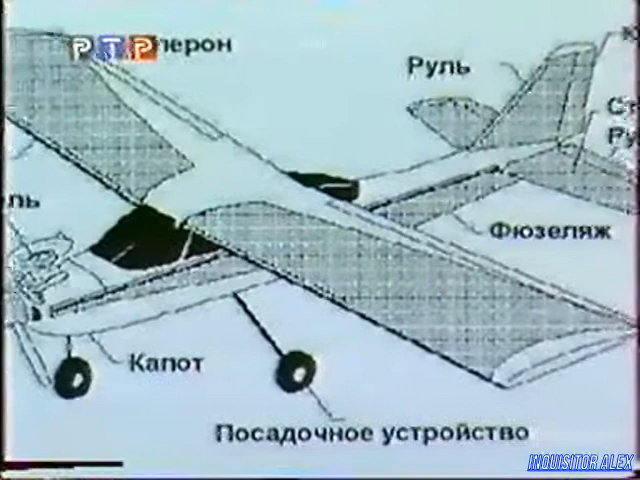 РТР
Руль
Фюзеляж
Капот
Посадочное устройство
INQUISITOR ALEX